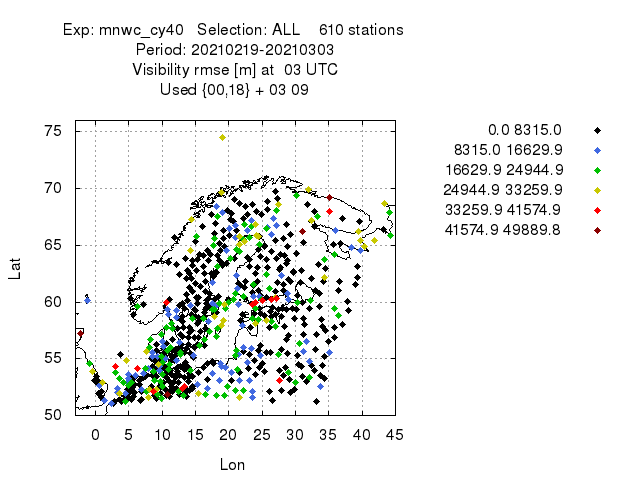 Exp: mnwc_cy40 Selection: ALL 610 stations
Period: 20210219-20210303
Visibility rmse [m] at 03 UTC
Used {00,18} + 03 09
0.0 8315.0
8315.0 16629.9
16629.9 24944.9
24944.9 33259.9
33259.9 41574.9
41574.9 49889.8
Lat
75
70
65
60
55
50
0 5 10 15 20 25 30 35 40 45
Lon